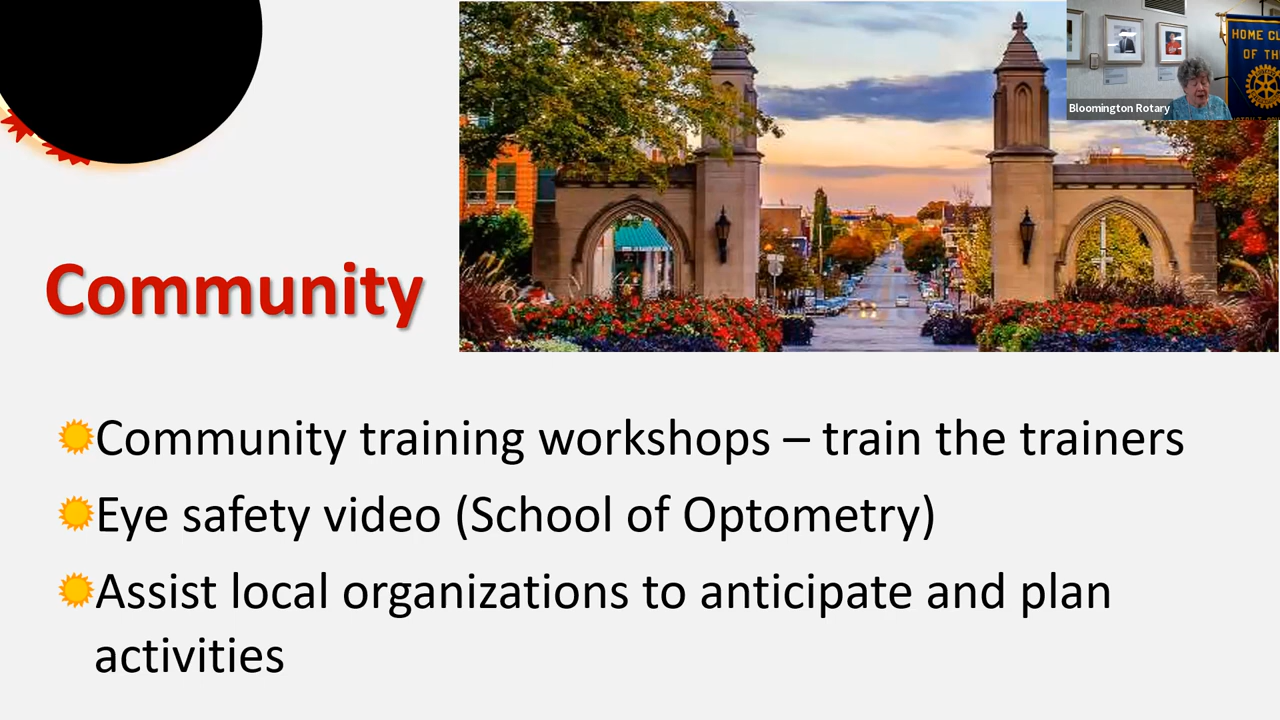 HOME CL
OF TH
Bloomington Rotary
Community
Community training workshops – train the trainers
Eye safety video (School of Optometry)
Assist local organizations to anticipate and plan
activities